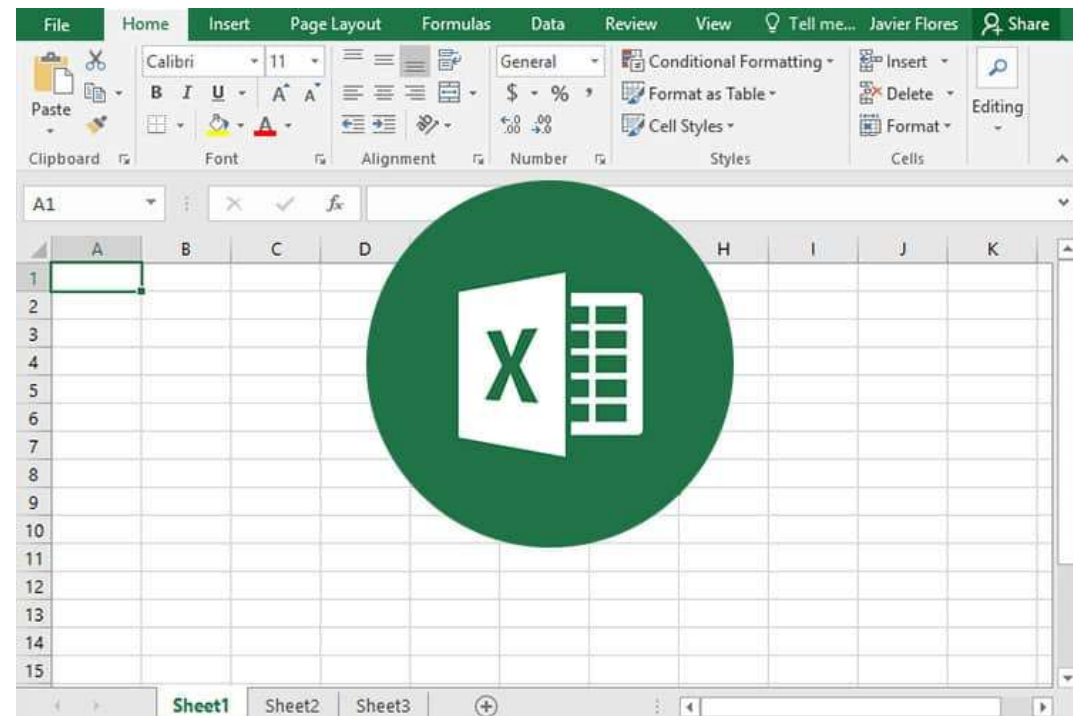 File Home Insert Page Layout Formulas Data Review View Tell me... Javier Flores Share
Calibri 11 General Conditional Formatting Insert
Paste B I U A A $ % , Format as Table Delete Editing
A .00 .00 Cell Styles Format
Clipboard Font Alignment Number Styles Cells
A1 fx
A B C D H I J K
1
2
3
4
5
6
7
8
9
10
11
12
13
14
15
X
Sheet1 Sheet2 Sheet3